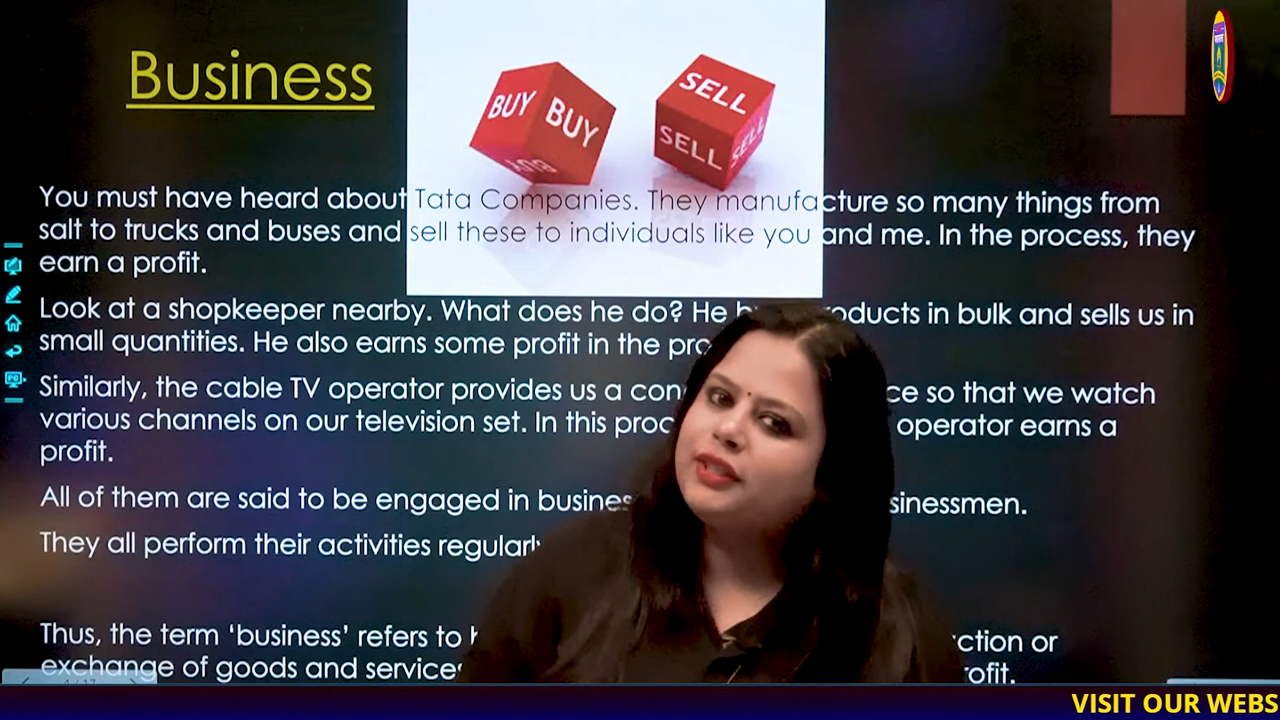 Business
BUY BUY BUY
SELL
SELL SELL
You must have heard about Tata Companies. They manufacture so many things from
salt to trucks and buses and sell these to individuals like you and me. In the process, they
earn a profit.
Look at a shopkeeper nearby. What does he do? He b oducts in bulk and sells us in
small quantities. He also earns some profit in the pro
Similarly, the cable TV operator provides us a con ce so that we watch
various channels on our television set. In this proc operator earns a
profit.
All of them are said to be engaged in busines sinessmen.
They all perform their activities regularl
Thus, the term ‘business’ refers to ction or
exchange of goods and services rofit.
4 / 17
VISIT OUR WEBS